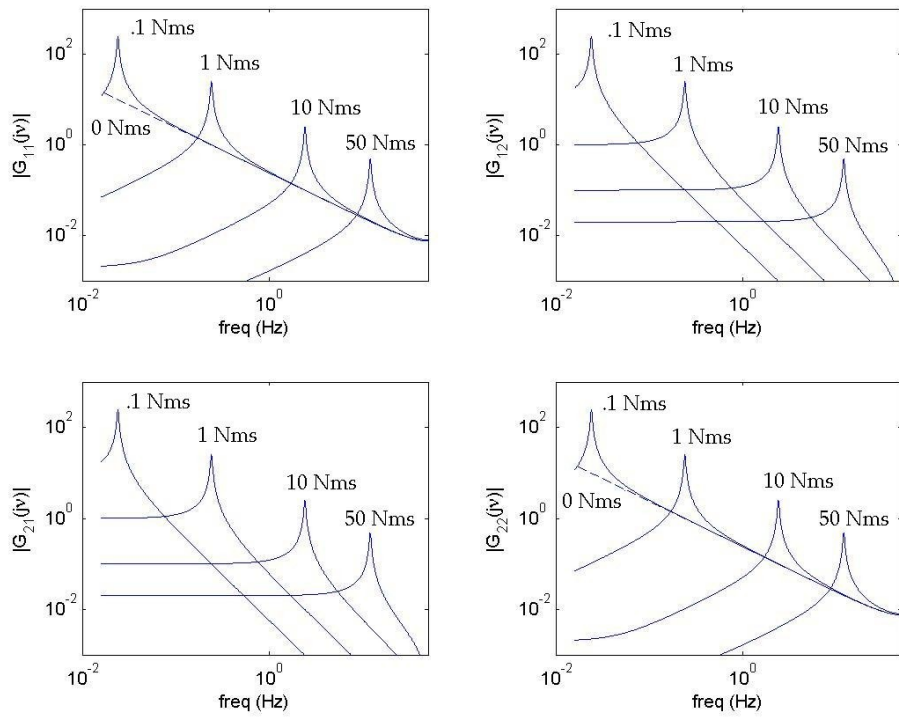 .1 Nms
1 Nms
10 Nms
50 Nms
0 Nms
|G11(jν)|
10^2
10^0
10^-2
10^-2
10^0
freq (Hz)
.1 Nms
1 Nms
10 Nms
50 Nms
|G12(jν)|
10^2
10^0
10^-2
10^-2
10^0
freq (Hz)
.1 Nms
1 Nms
10 Nms
50 Nms
|G21(jν)|
10^2
10^0
10^-2
10^-2
10^0
freq (Hz)
.1 Nms
1 Nms
10 Nms
50 Nms
0 Nms
|G22(jν)|
10^2
10^0
10^-2
10^-2
10^0
freq (Hz)